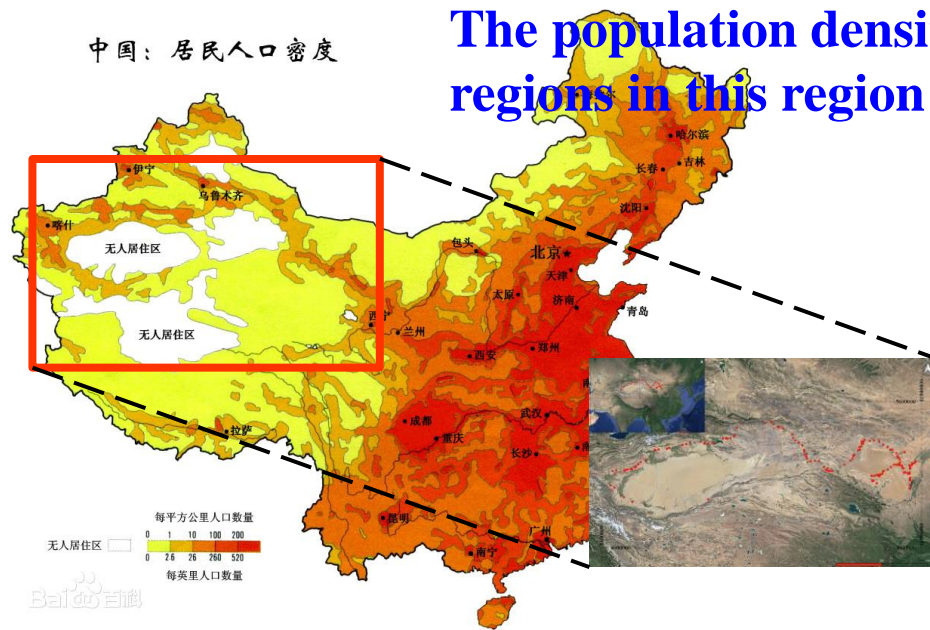 The population densi
regions in this region
中国：居民人口密度
哈尔滨
吉林
长春
沈阳
伊宁
乌鲁木齐
喀什
无人居住区
包头
北京★
天津
太原
济南
青岛
无人居住区
兰州
西安
郑州
拉萨
成都
重庆
武汉
长沙
昆明
广州
南宁
每平方公里人口数量
0 1 10 100 200
无人居住区
0 2.6 26 260 520
每英里人口数量
Bai 百科